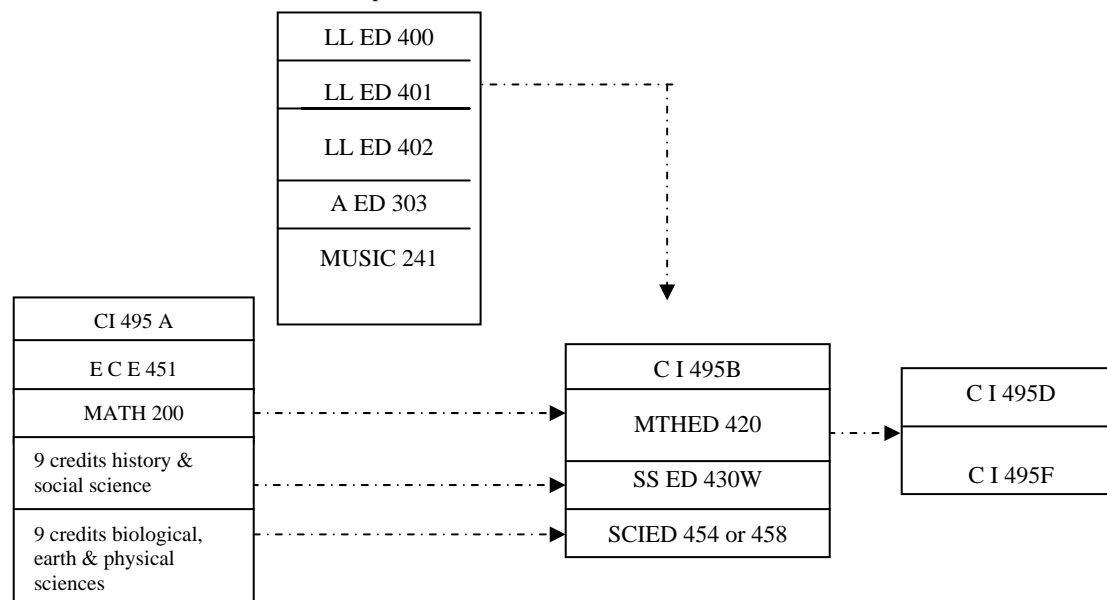 LL ED 400
LL ED 401
LL ED 402
A ED 303
MUSIC 241
CI 495 A
E C E 451
MATH 200
9 credits history &
social science
9 credits biological,
earth & physical
sciences
C I 495B
MTHED 420
SS ED 430W
SCIED 454 or 458
C I 495D
C I 495F